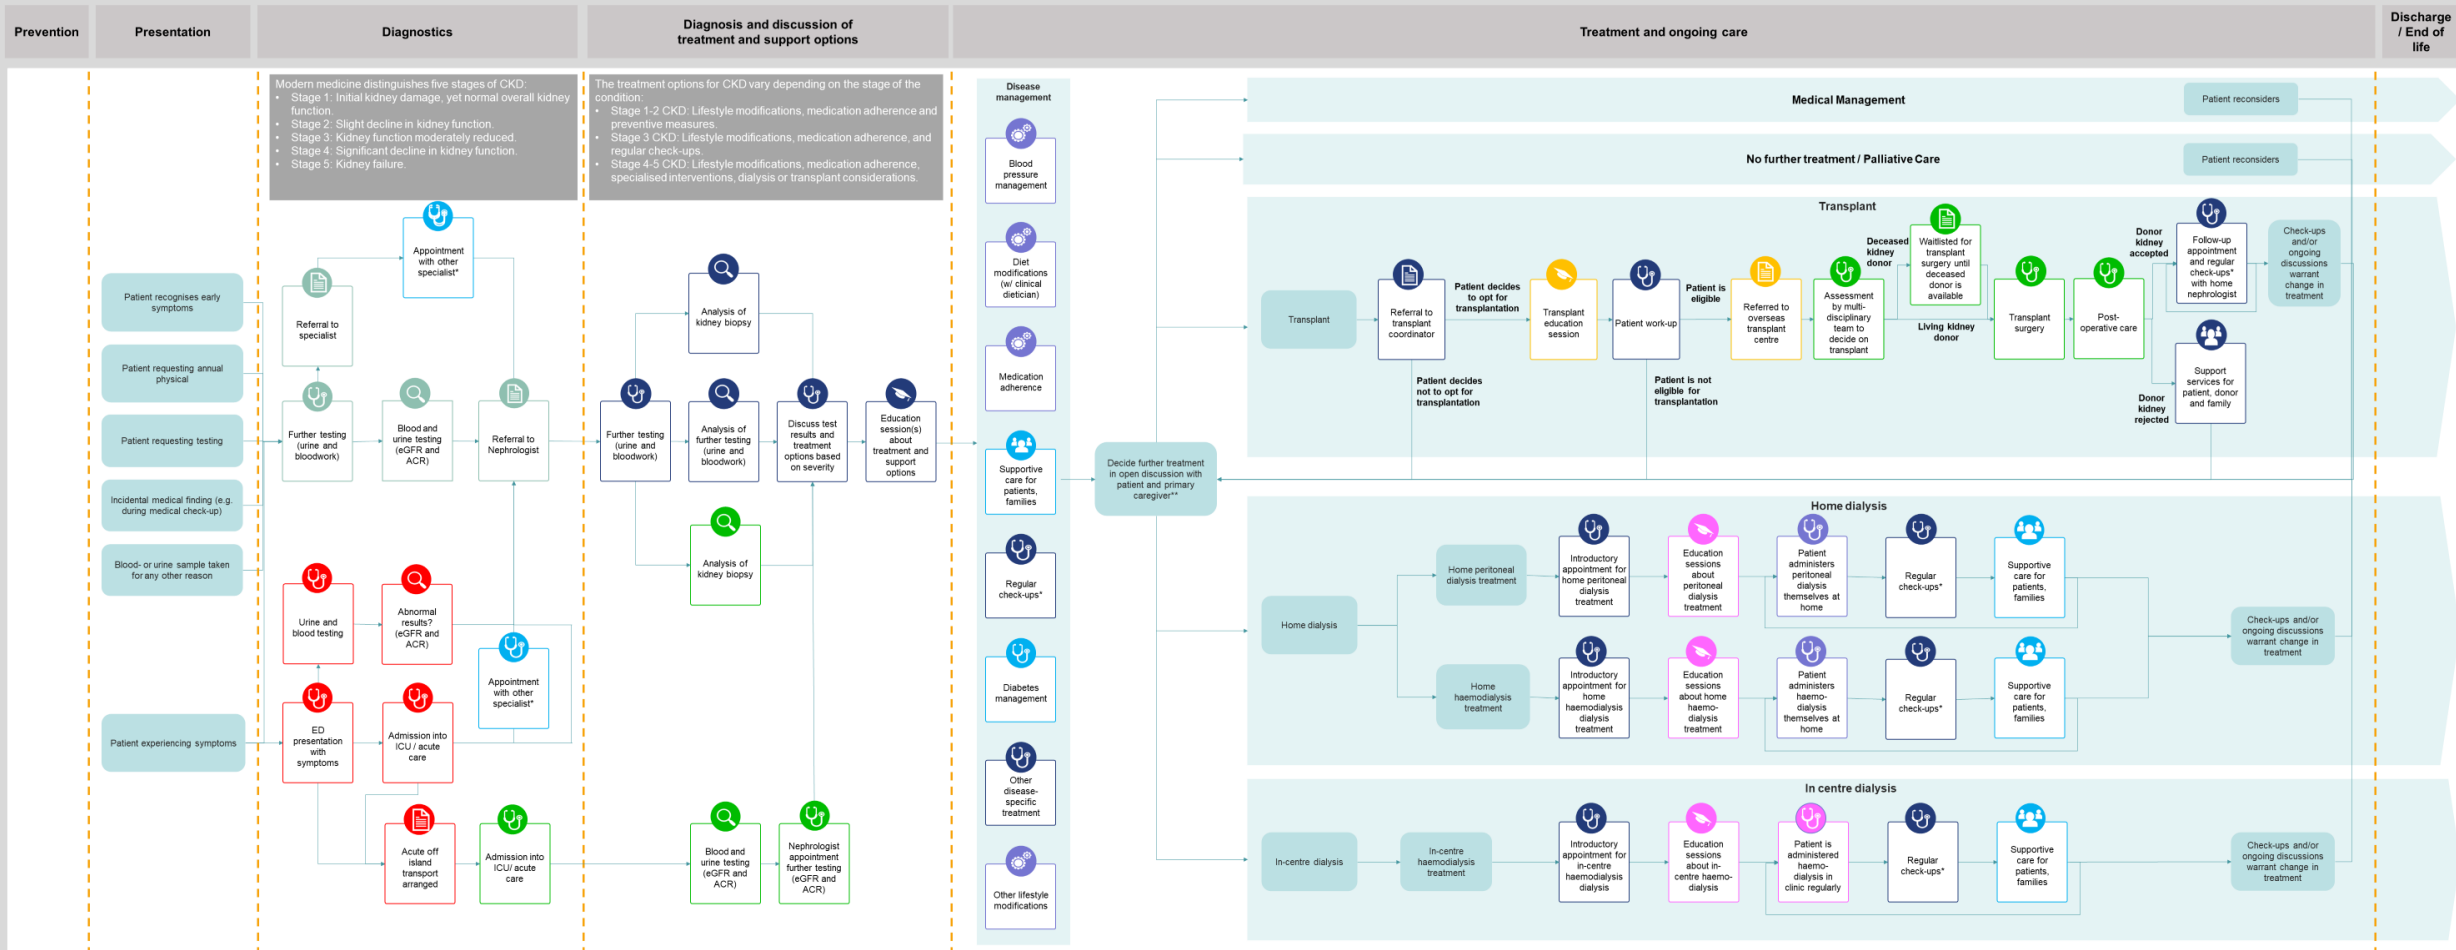 Prevention
Presentation
Diagnostics
Diagnosis and discussion of
treatment and support options
Treatment and ongoing care
Discharge
/ End of
life
Modern medicine distinguishes five stages of CKD:
• Stage 1: Initial kidney damage, yet normal overall kidney
function.
• Stage 2: Slight decline in kidney function.
• Stage 3: Kidney function moderately reduced.
• Stage 4: Significant decline in kidney function.
• Stage 5: Kidney failure.
The treatment options for CKD vary depending on the stage of the
condition:
• Stage 1-2 CKD: Lifestyle modifications, medication adherence and
preventive measures.
• Stage 3 CKD: Lifestyle modifications, medication adherence, and
regular check-ups.
• Stage 4-5 CKD: Lifestyle modifications, medication adherence,
specialised interventions, dialysis or transplant considerations.
Patient recognises early
symptoms
Patient requesting annual
physical
Patient requesting testing
Incidental medical finding (e.g.
during medical check-up)
Blood- or urine sample taken
for any other reason
Patient experiencing symptoms
Appointment
with other
specialist*
Referral to
specialist
Further testing
(urine and
bloodwork)
Blood and
urine testing
(eGFR and
ACR)
Referral to
Nephrologist
Urine and
blood testing
Abnormal
results?
(eGFR and
ACR)
Appointment
with other
specialist*
ED
presentation
with
symptoms
Admission into
ICU / acute
care
Acute off
island
transport
arranged
Admission into
ICU/ acute
care
Analysis of
kidney biopsy
Further testing
(urine and
bloodwork)
Analysis of
further testing
(urine and
bloodwork)
Discuss test
results and
treatment
options based
on severity
Education
session(s)
about
treatment and
support
options
Analysis of
kidney biopsy
Blood and
urine testing
(eGFR and
ACR)
Nephrologist
appointment
further testing
(eGFR and
ACR)
Disease
management
Blood
pressure
management
Diet
modifications
(w/ clinical
dietician)
Medication
adherence
Supportive
care for
patients,
families
Regular
check-ups*
Diabetes
management
Other
disease-
specific
treatment
Other lifestyle
modifications
Decide further treatment
in open discussion with
patient and primary
caregiver**
Medical Management
Patient reconsiders
No further treatment / Palliative Care
Patient reconsiders
Transplant
Transplant
Referral to
transplant
coordinator
Patient decides
to opt for
transplantation
Patient decides
not to opt for
transplantation
Transplant
education
session
Patient work-up
Patient is
eligible
Patient is not
eligible for
transplantation
Referred to
overseas
transplant
centre
Assessment
by multi-
disciplinary
team to
decide on
transplant
Deceased
kidney
donor
Waitlisted for
transplant
surgery until
deceased
donor is
available
Living kidney
donor
Transplant
surgery
Post-
operative care
Donor
kidney
accepted
Follow-up
appointment
and regular
check-ups*
with home
nephrologist
Check-ups
and/or
ongoing
discussions
warrant
change in
treatment
Donor
kidney
rejected
Support
services for
patient, donor
and family
Home dialysis
Home dialysis
Home peritoneal
dialysis treatment
Introductory
appointment for
home peritoneal
dialysis
treatment
Education
sessions
about
peritoneal
dialysis
treatment
Patient
administers
peritoneal
dialysis
themselves at
home
Regular
check-ups*
Supportive
care for
patients,
families
Home
haemodialysis
treatment
Introductory
appointment for
home
haemodialysis
dialysis
treatment
Education
sessions
about home
haemo-
dialysis
treatment
Patient
administers
haemo-
dialysis
themselves at
home
Regular
check-ups*
Supportive
care for
patients,
families
Check-ups and/or
ongoing discussions
warrant change in
treatment
In centre dialysis
In-centre dialysis
In-centre
haemodialysis
treatment
Introductory
appointment for
in-centre
haemodialysis
dialysis
Education
sessions
about in-
centre haemo-
dialysis
Patient is
administered
haemo-
dialysis in
clinic regularly
Regular
check-ups*
Supportive
care for
patients,
families
Check-ups and/or
ongoing discussions
warrant change in
treatment